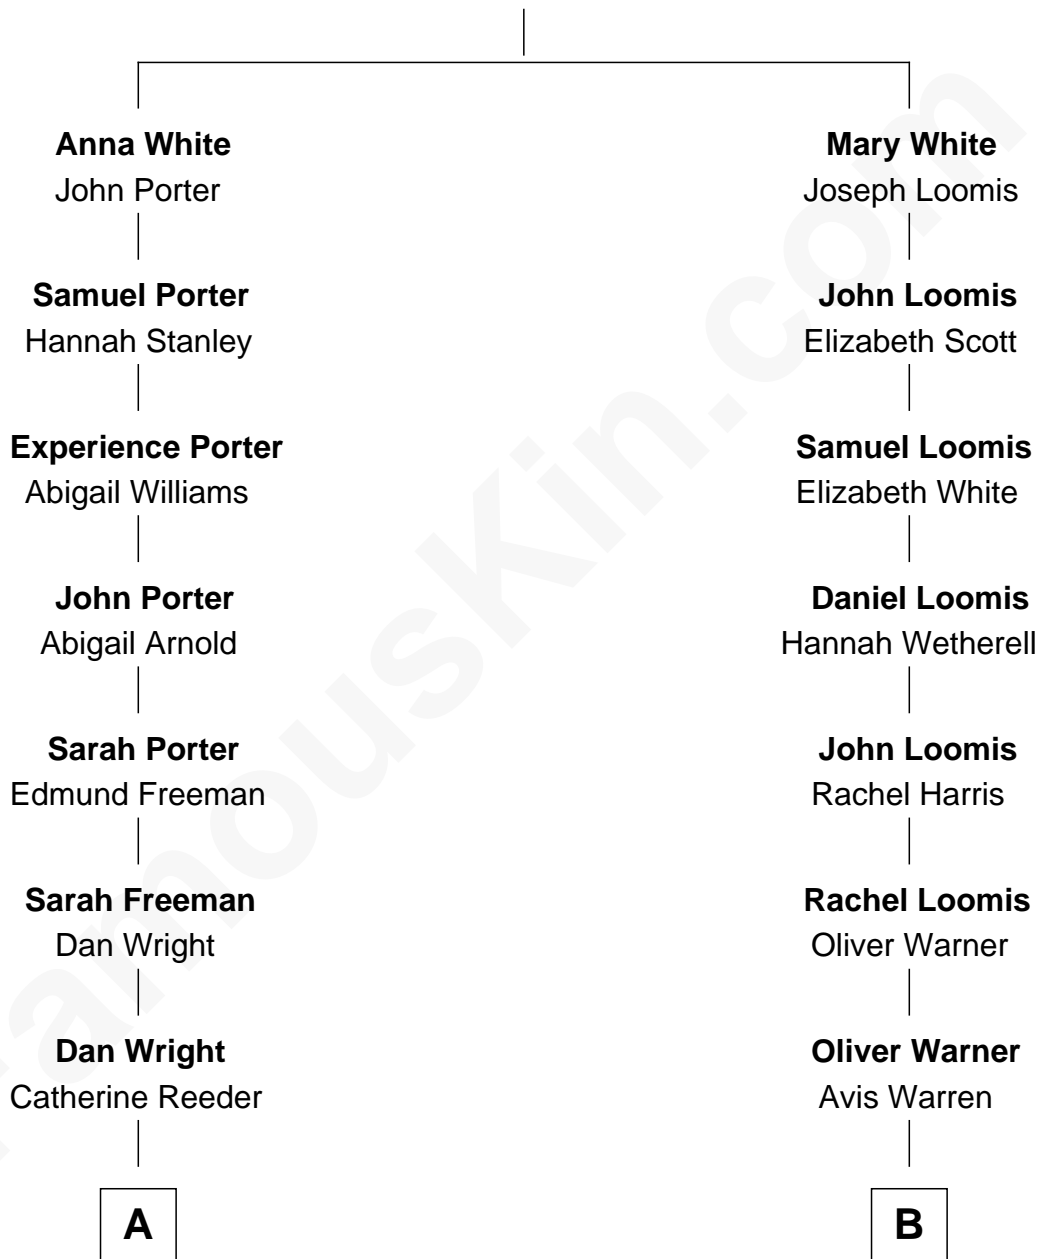 Anna White
John Porter
Mary White
Joseph Loomis
Samuel Porter
Hannah Stanley
John Loomis
Elizabeth Scott
Experience Porter
Abigail Williams
Samuel Loomis
Elizabeth White
John Porter
Abigail Arnold
Daniel Loomis
Hannah Wetherell
Sarah Porter
Edmund Freeman
John Loomis
Rachel Harris
Sarah Freeman
Dan Wright
Rachel Loomis
Oliver Warner
Dan Wright
Catherine Reeder
Oliver Warner
Avis Warren
A
B
FamousKin.com